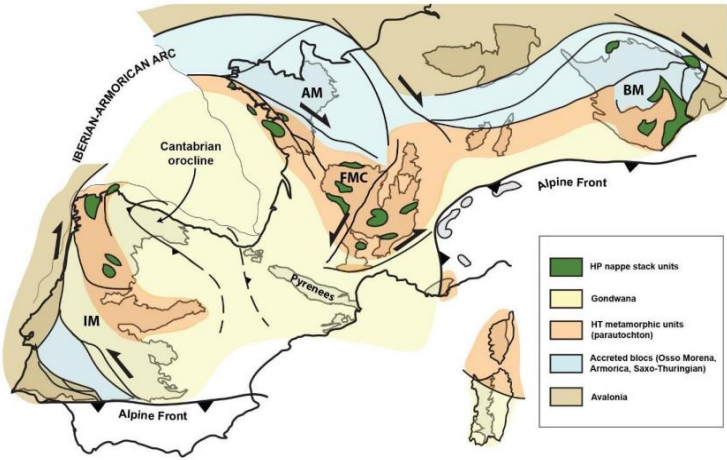 IBERIAN-ARMORICAN ARC
AM
BM
Cantabrian
orocline
FMC
Alpine Front
Pyrenees
IM
Alpine Front
HP nappe stack units
Gondwana
HT metamorphic units
(parautochton)
Accreted blocs (Osso Morena,
Armorica, Saxo-Thuringian)
Avalonia